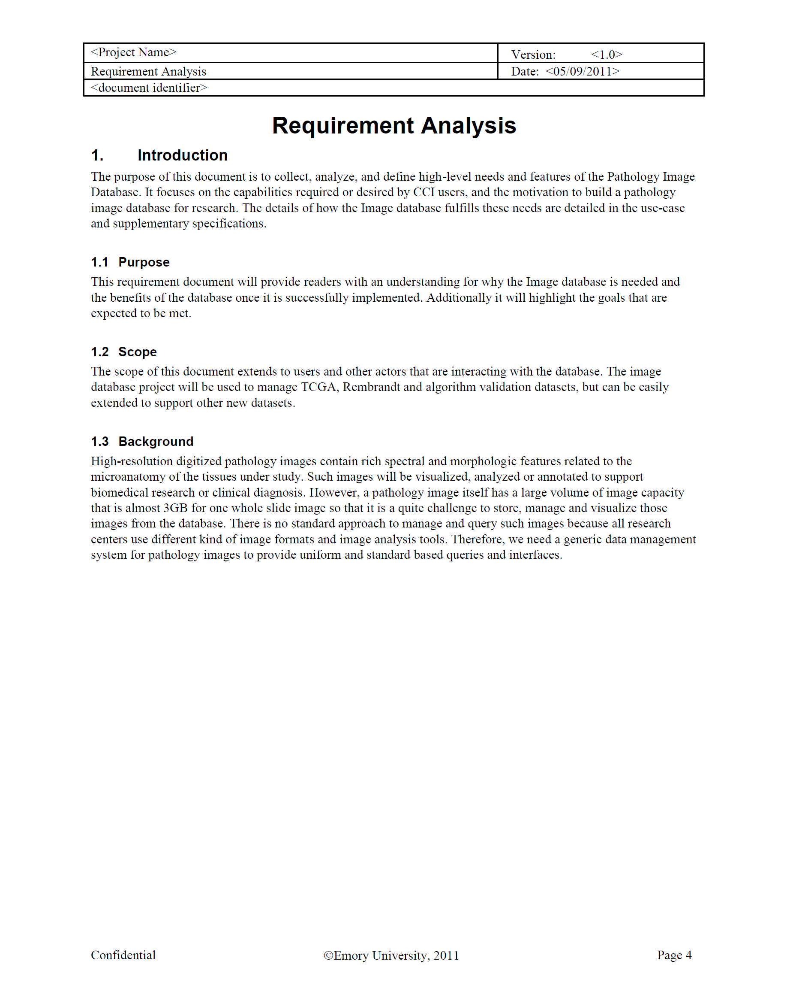 <Project Name> Version: <1.0>
Requirement Analysis Date: <05/09/2011>
<document identifier>
Requirement Analysis
1. Introduction
The purpose of this document is to collect, analyze, and define high-level needs and features of the Pathology Image
Database. It focuses on the capabilities required or desired by CCI users, and the motivation to build a pathology
image database for research. The details of how the Image database fulfills these needs are detailed in the use-case
and supplementary specifications.
1.1 Purpose
This requirement document will provide readers with an understanding for why the Image database is needed and
the benefits of the database once it is successfully implemented. Additionally it will highlight the goals that are
expected to be met.
1.2 Scope
The scope of this document extends to users and other actors that are interacting with the database. The image
database project will be used to manage TCGA, Rembrandt and algorithm validation datasets, but can be easily
extended to support other new datasets.
1.3 Background
High-resolution digitized pathology images contain rich spectral and morphologic features related to the
microanatomy of the tissues under study. Such images will be visualized, analyzed or annotated to support
biomedical research or clinical diagnosis. However, a pathology image itself has a large volume of image capacity
that is almost 3GB for one whole slide image so that it is a quite challenge to store, manage and visualize those
images from the database. There is no standard approach to manage and query such images because all research
centers use different kind of image formats and image analysis tools. Therefore, we need a generic data management
system for pathology images to provide uniform and standard based queries and interfaces.
Confidential ©Emory University, 2011 Page 4